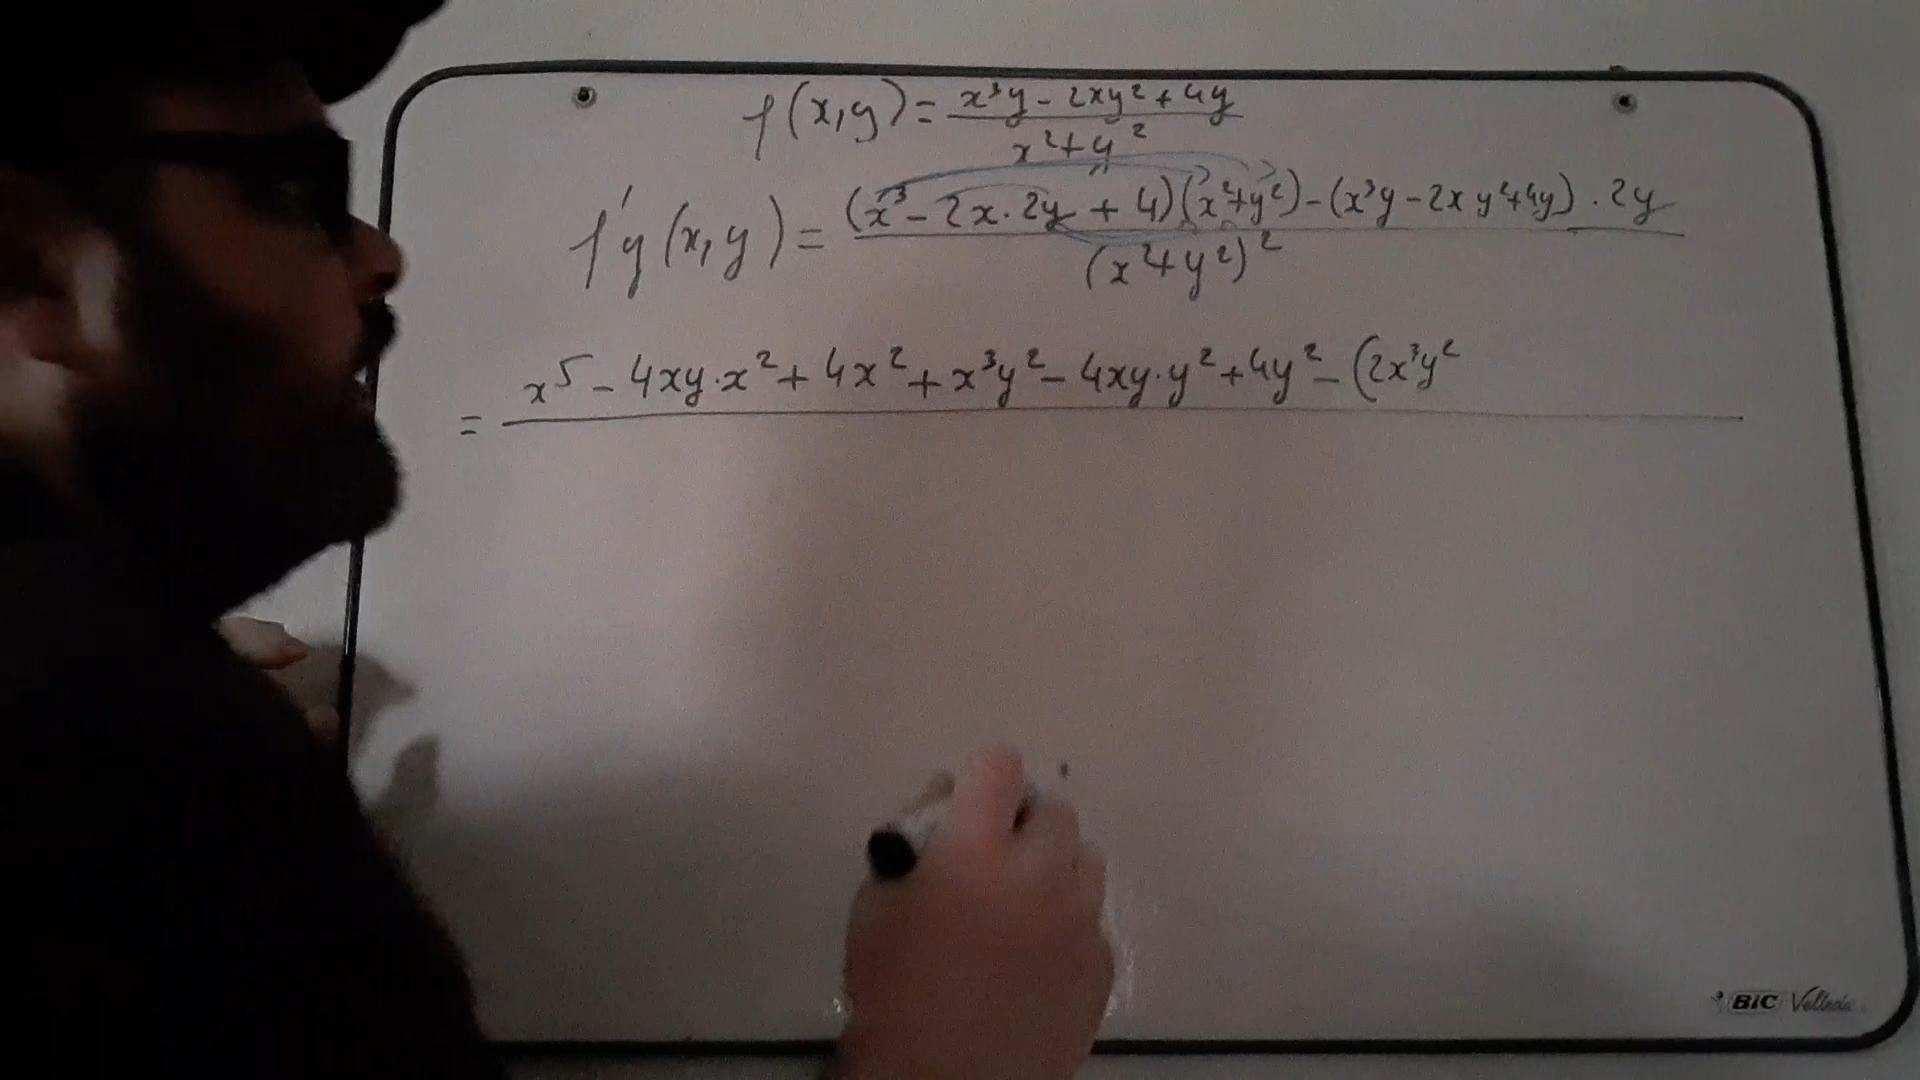 f(x,y) = x³y - 2xy² + 4y / x² + y²
f'y(x,y) = (x³ - 2x · 2y + 4)(x² + y²) - (x³y - 2xy² + 4y) · 2y / (x² + y²)²
= x⁵ - 4xy · x² + 4x² + x³y² - 4xy · y² + 4y² - (2x³y²
BIC Velleda